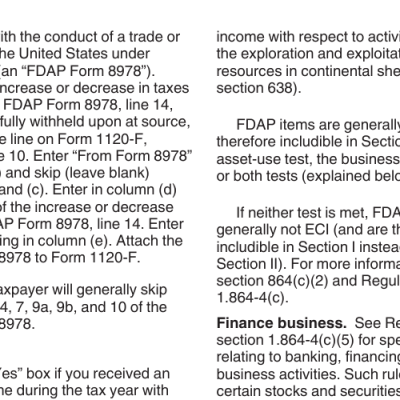 ith the conduct of a trade or
he United States under
an “FDAP Form 8978”).
ncrease or decrease in taxes
FDAP Form 8978, line 14,
fully withheld upon at source,
e line on Form 1120-F,
e 10. Enter “From Form 8978”
) and skip (leave blank)
and (c). Enter in column (d)
of the increase or decrease
AP Form 8978, line 14. Enter
ing in column (e). Attach the
8978 to Form 1120-F.
axpayer will generally skip
4, 7, 9a, 9b, and 10 of the
8978.
Yes” box if you received an
ne during the tax year with
income with respect to activi
the exploration and exploitat
resources in continental she
section 638).
FDAP items are generally
therefore includible in Secti
asset-use test, the business
or both tests (explained belo
If neither test is met, FDA
generally not ECI (and are th
includible in Section I instea
Section II). For more informa
section 864(c)(2) and Regul
1.864-4(c).
Finance business. See Re
section 1.864-4(c)(5) for spe
relating to banking, financing
business activities. Such rul
certain stocks and securities